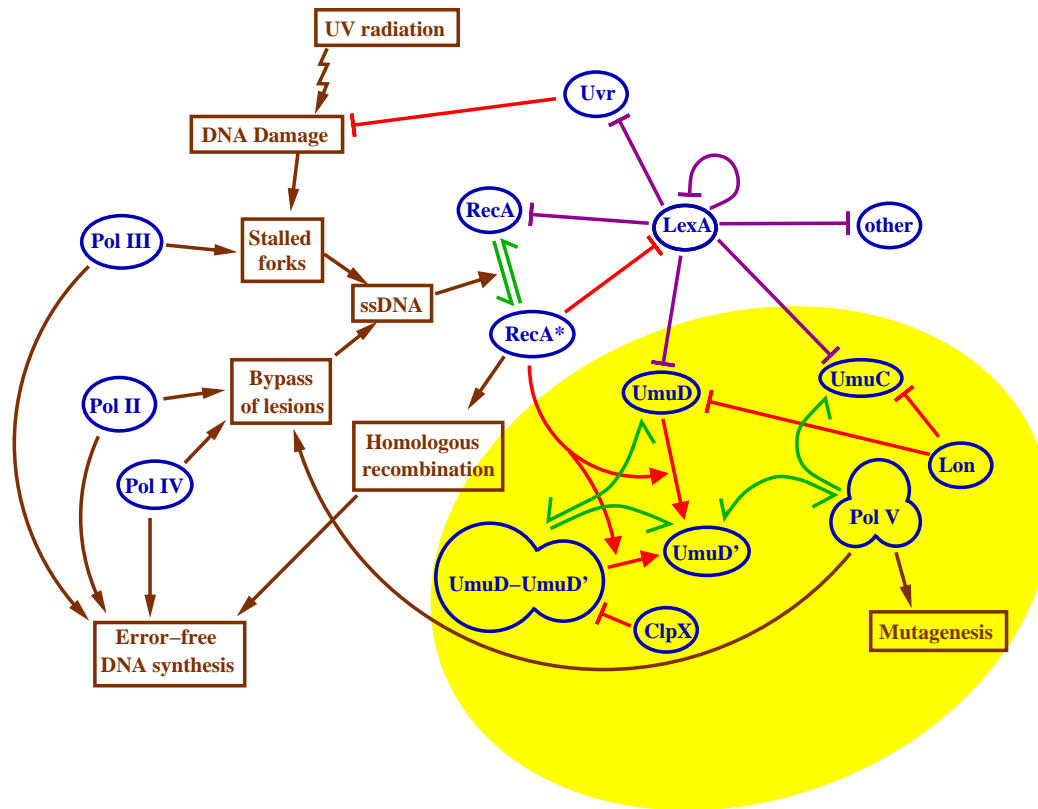 UV radiation
Uvr
DNA Damage
RecA
LexA
other
Pol III
Stalled
forks
ssDNA
RecA*
Bypass
of lesions
UmuD
UmuC
Pol II
Homologous
recombination
Lon
Pol IV
Pol V
UmuD'
UmuD–UmuD'
ClpX
Mutagenesis
Error–free
DNA synthesis